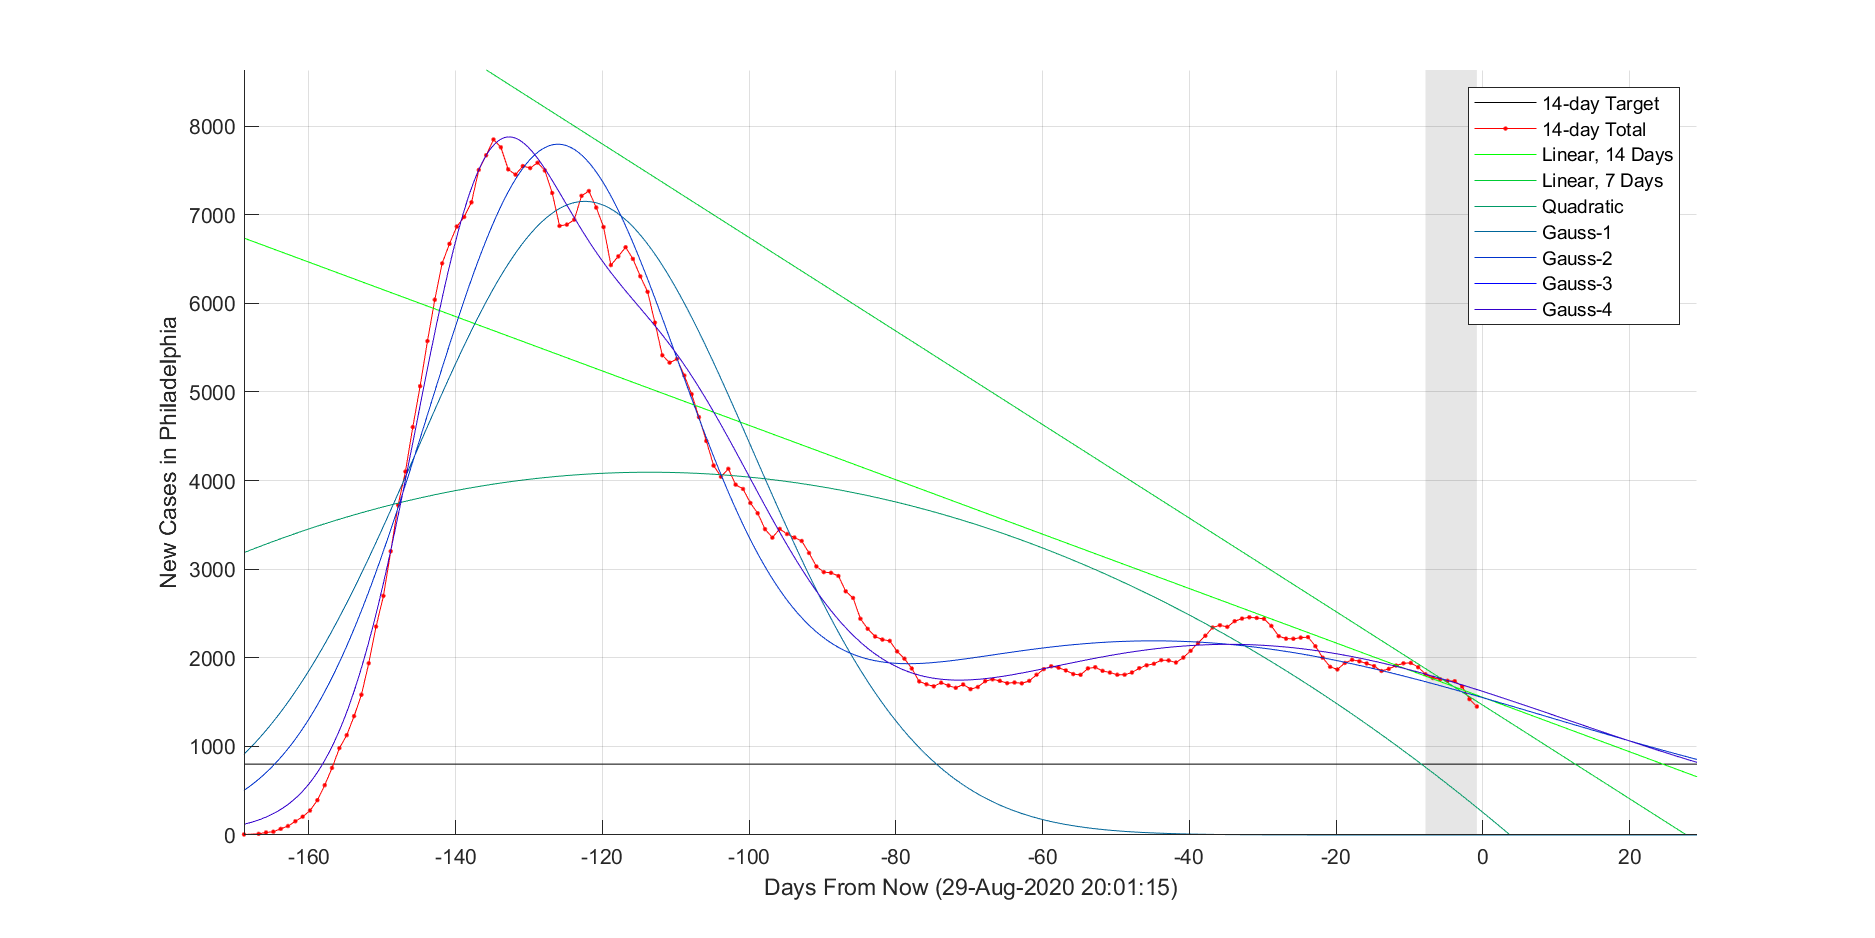 8000
7000
6000
5000
4000
3000
2000
1000
0
New Cases in Philadelphia
-160 -140 -120 -100 -80 -60 -40 -20 0 20
Days From Now (29-Aug-2020 20:01:15)
14-day Target
14-day Total
Linear, 14 Days
Linear, 7 Days
Quadratic
Gauss-1
Gauss-2
Gauss-3
Gauss-4